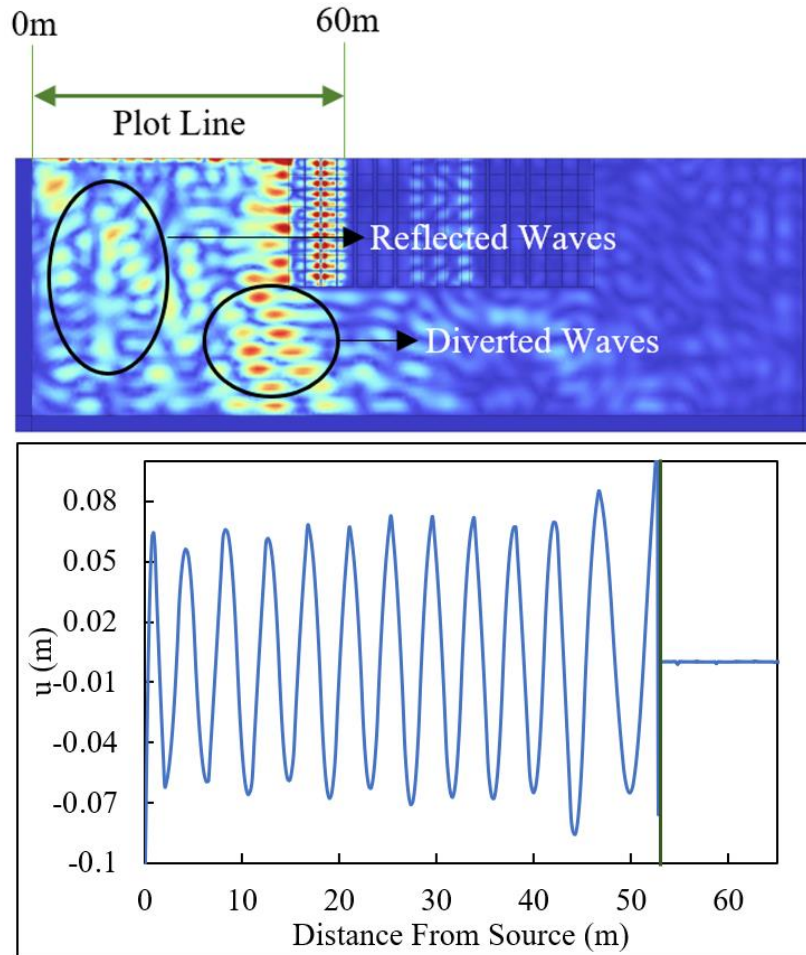 0m 60m
Plot Line
Reflected Waves
Diverted Waves
0.08
0.05
0.02
-0.01
-0.04
-0.07
-0.1
u (m)
0 10 20 30 40 50 60
Distance From Source (m)